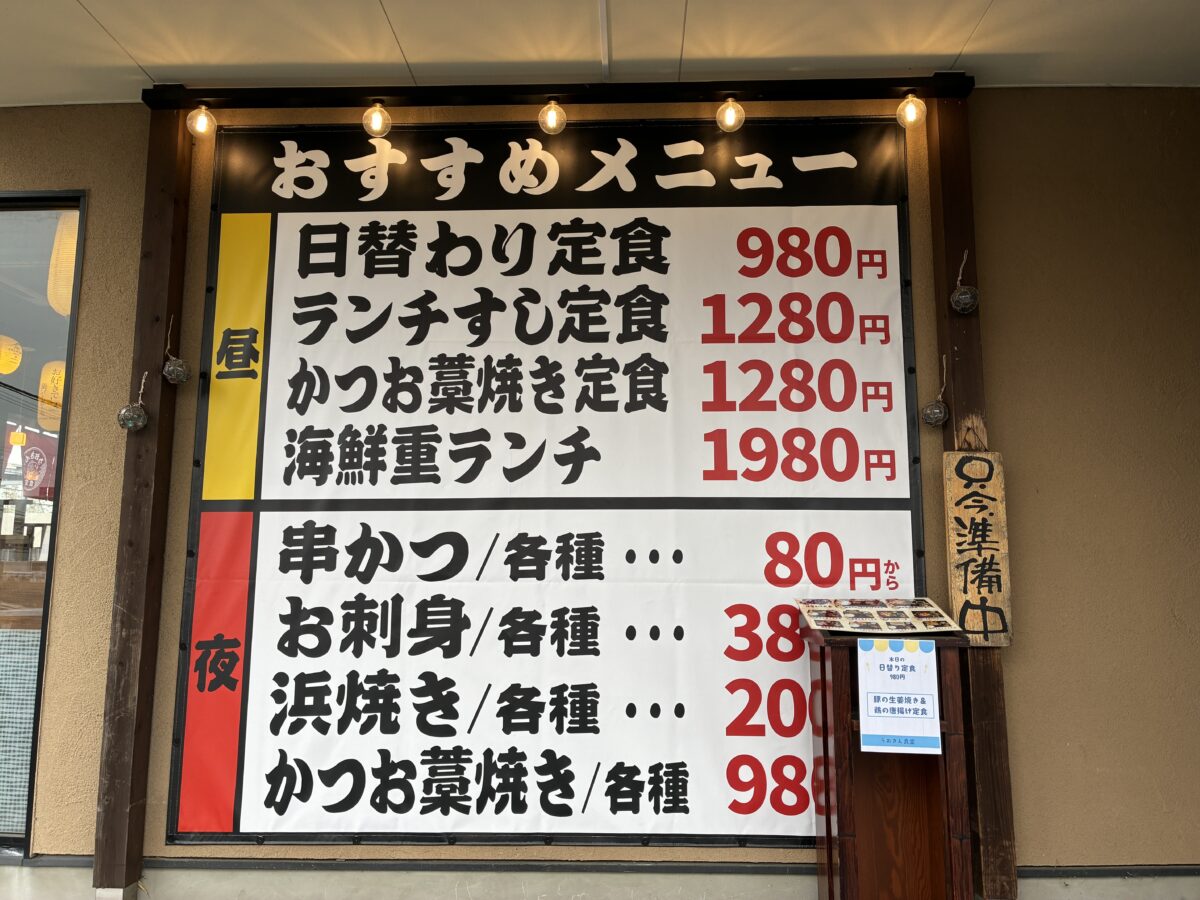 おすすめメニュー
昼
日替わり定食 980円
ランチすし定食 1280円
かつお藁焼き定食 1280円
海鮮重ランチ 1980円
夜
串かつ/各種 … 80円から
お刺身/各種 … 38
浜焼き/各種 … 200
かつお藁焼き/各種 98
只今準備中
本日の
日替り定食
980円
豚の生姜焼き&
鶏の唐揚げ定食